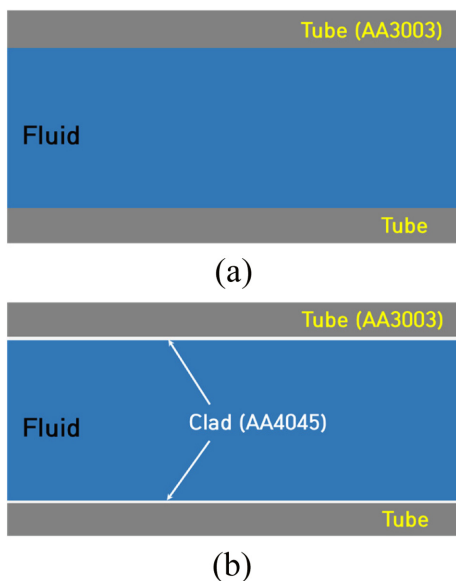 Tube (AA3003)
Fluid
Tube
(a)
Tube (AA3003)
Clad (AA4045)
Fluid
Tube
(b)